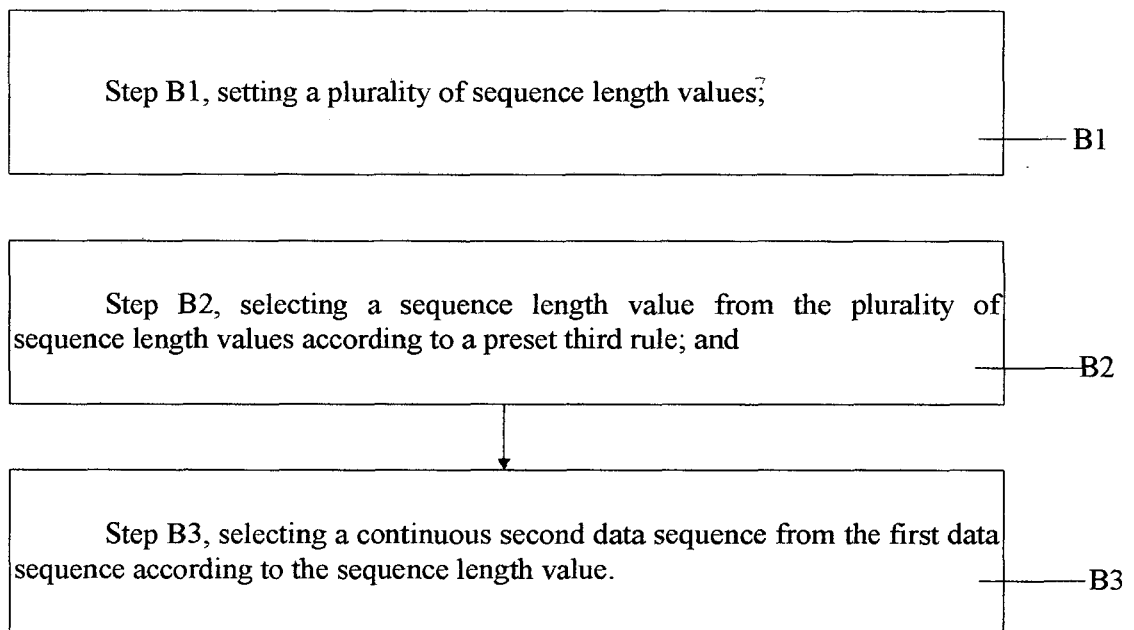 Step B1, setting a plurality of sequence length values;
B1
Step B2, selecting a sequence length value from the plurality of
sequence length values according to a preset third rule; and
B2
Step B3, selecting a continuous second data sequence from the first data
sequence according to the sequence length value.
B3